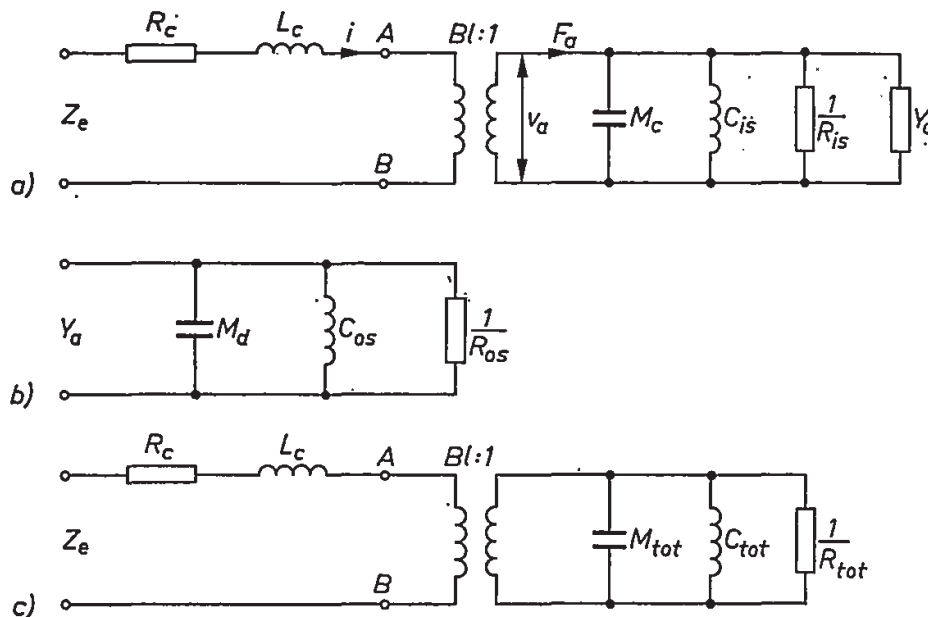 R_c L_c i A Bl:1 F_a
Z_e v_a M_c C_is 1/R_is Y_a
a) B
Y_a M_d C_os 1/R_os
b)
R_c L_c A Bl:1
Z_e M_tot C_tot 1/R_tot
c) B